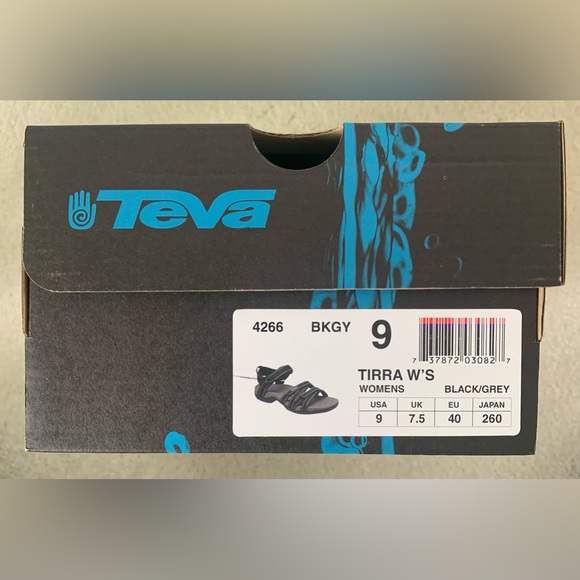 Teva
4266 BKGY 9
7 37872 03082 7
TIRRA W'S
WOMENS BLACK/GREY
USA UK EU JAPAN
9 7.5 40 260